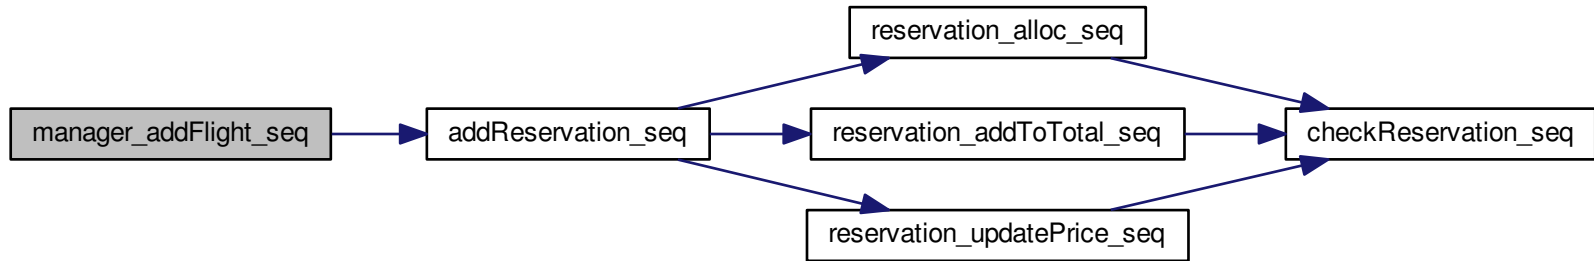 reservation_alloc_seq
manager_addFlight_seq
addReservation_seq
reservation_addToTotal_seq
checkReservation_seq
reservation_updatePrice_seq